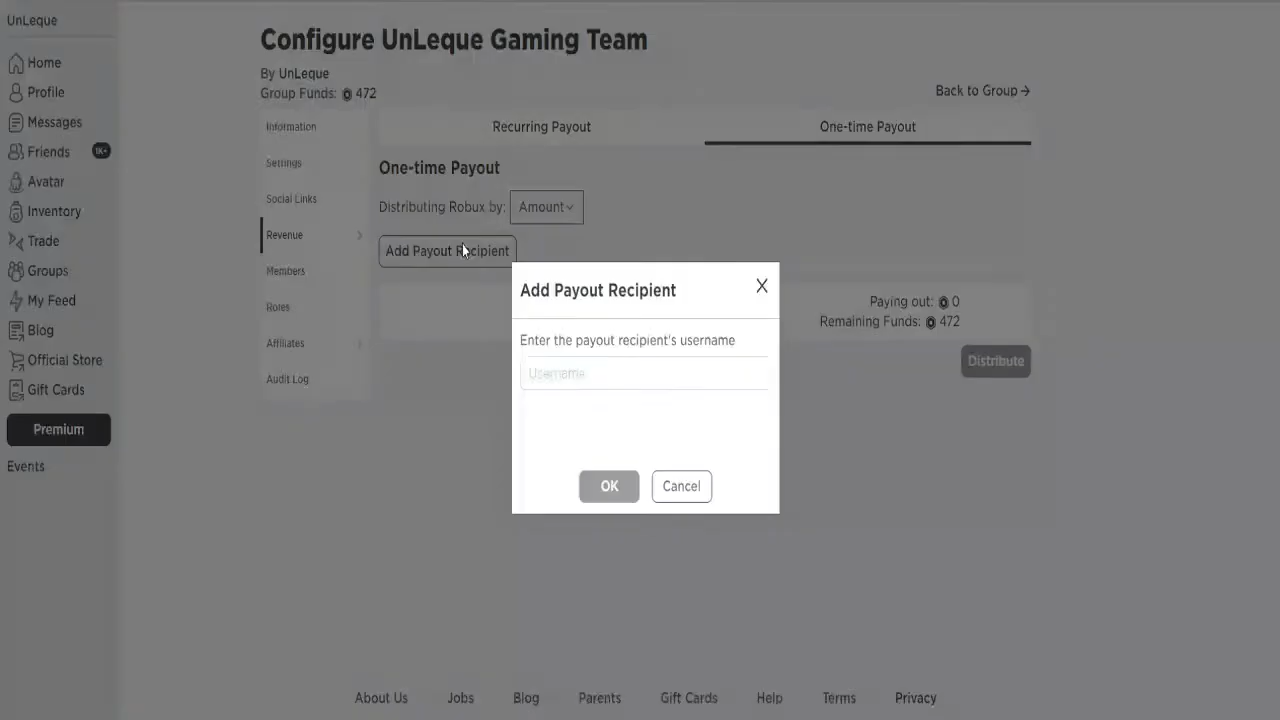 UnLeque
Home
Profile
Messages
Friends 1K+
Avatar
Inventory
Trade
Groups
My Feed
Blog
Official Store
Gift Cards
Premium
Events
Configure UnLeque Gaming Team
By UnLeque
Group Funds: 472
Back to Group →
Information
Settings
Social Links
Revenue
Members
Roles
Affiliates
Audit Log
Recurring Payout
One-time Payout
One-time Payout
Distributing Robux by: Amount
Add Payout Recipient
Paying out: 0
Remaining Funds: 472
Distribute
Add Payout Recipient X
Enter the payout recipient's username
Username
OK Cancel
About Us Jobs Blog Parents Gift Cards Help Terms Privacy